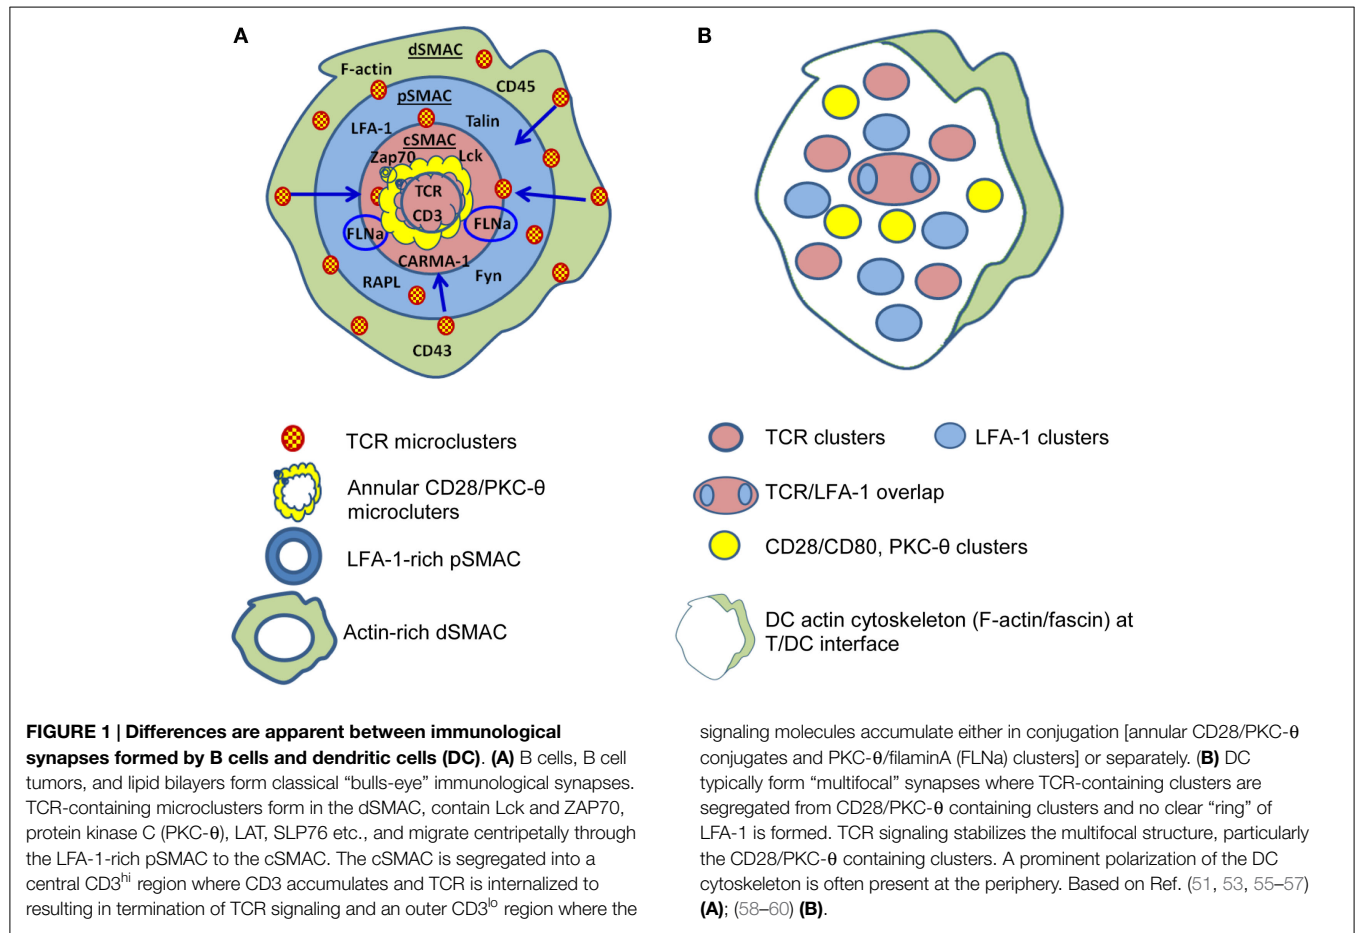 A
dSMAC
F-actin
CD45
pSMAC
LFA-1
Talin
cSMAC
Zap70
Lck
TCR
CD3
FLNa
FLNa
CARMA-1
RAPL
Fyn
CD43
TCR microclusters
Annular CD28/PKC-θ
microcluters
LFA-1-rich pSMAC
Actin-rich dSMAC
B
TCR clusters
LFA-1 clusters
TCR/LFA-1 overlap
CD28/CD80, PKC-θ clusters
DC actin cytoskeleton (F-actin/fascin) at
T/DC interface
FIGURE 1 | Differences are apparent between immunological
synapses formed by B cells and dendritic cells (DC). (A) B cells, B cell
tumors, and lipid bilayers form classical “bulls-eye” immunological synapses.
TCR-containing microclusters form in the dSMAC, contain Lck and ZAP70,
protein kinase C (PKC-θ), LAT, SLP76 etc., and migrate centripetally through
the LFA-1-rich pSMAC to the cSMAC. The cSMAC is segregated into a
central CD3hi region where CD3 accumulates and TCR is internalized to
resulting in termination of TCR signaling and an outer CD3lo region where the
signaling molecules accumulate either in conjugation [annular CD28/PKC-θ
conjugates and PKC-θ/filaminA (FLNa) clusters] or separately. (B) DC
typically form “multifocal” synapses where TCR-containing clusters are
segregated from CD28/PKC-θ containing clusters and no clear “ring” of
LFA-1 is formed. TCR signaling stabilizes the multifocal structure, particularly
the CD28/PKC-θ containing clusters. A prominent polarization of the DC
cytoskeleton is often present at the periphery. Based on Ref. (51, 53, 55–57)
(A); (58–60) (B).